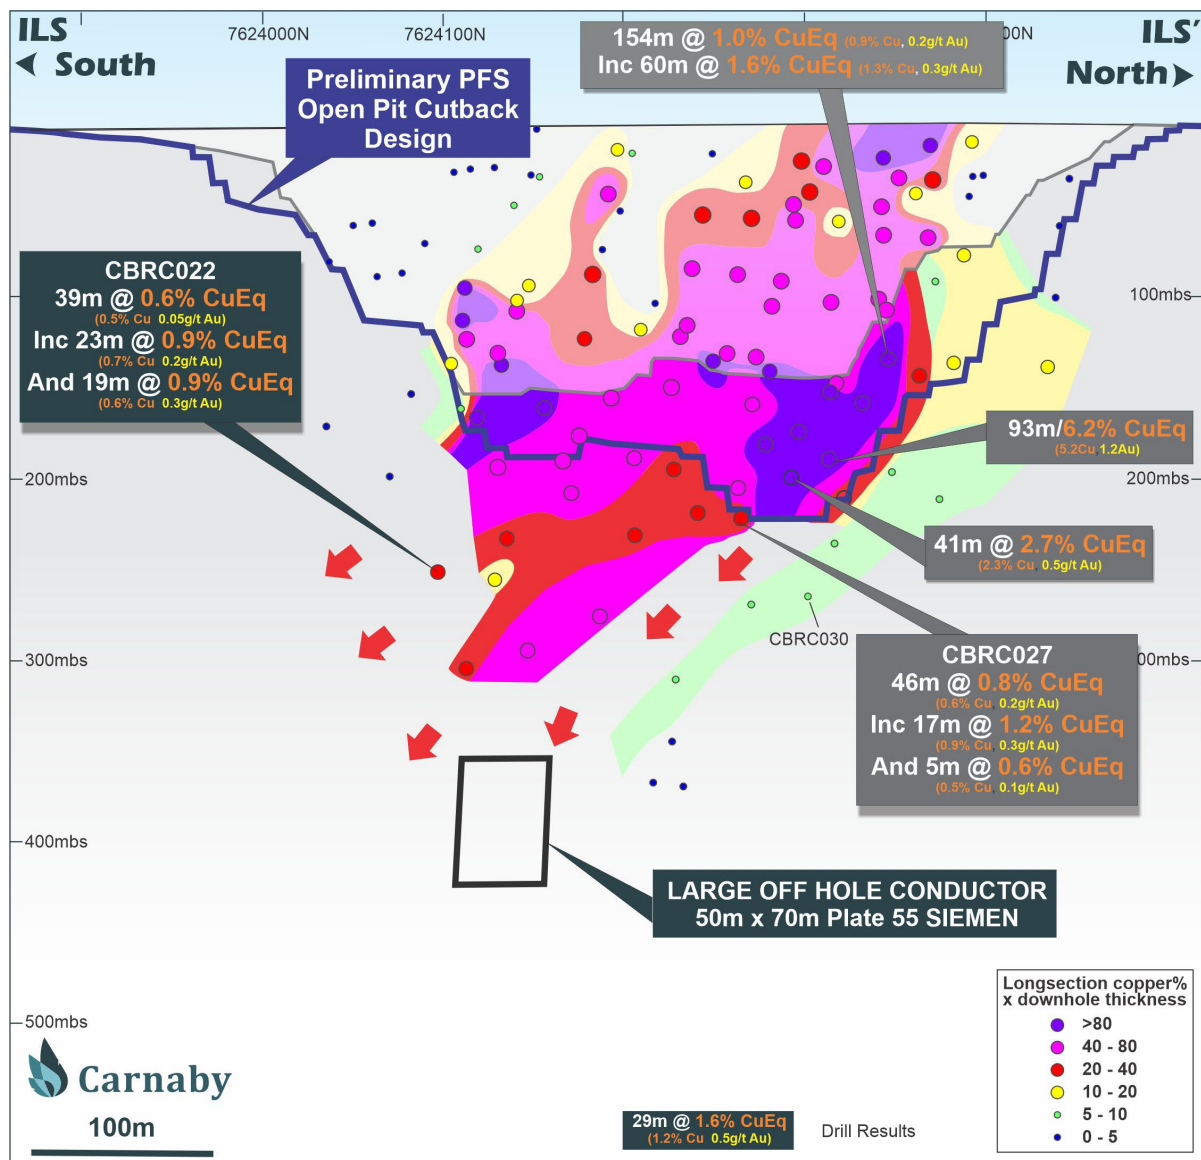 ILS
South
7624000N
7624100N
00N
ILS'
North
154m @ 1.0% CuEq (0.9% Cu, 0.2g/t Au)
Inc 60m @ 1.6% CuEq (1.3% Cu, 0.3g/t Au)
Preliminary PFS
Open Pit Cutback
Design
CBRC022
39m @ 0.6% CuEq
(0.5% Cu 0.05g/t Au)
Inc 23m @ 0.9% CuEq
(0.7% Cu 0.2g/t Au)
And 19m @ 0.9% CuEq
(0.6% Cu 0.3g/t Au)
100mbs
93m/6.2% CuEq
(5.2Cu,1.2Au)
200mbs
200mbs
41m @ 2.7% CuEq
(2.3% Cu, 0.5g/t Au)
CBRC030
300mbs
00mbs
CBRC027
46m @ 0.8% CuEq
(0.6% Cu, 0.2g/t Au)
Inc 17m @ 1.2% CuEq
(0.9% Cu, 0.3g/t Au)
And 5m @ 0.6% CuEq
(0.5% Cu, 0.1g/t Au)
400mbs
LARGE OFF HOLE CONDUCTOR
50m x 70m Plate 55 SIEMEN
500mbs
Longsection copper%
x downhole thickness
>80
40 - 80
20 - 40
10 - 20
5 - 10
0 - 5
Carnaby
100m
29m @ 1.6% CuEq
(1.2% Cu 0.5g/t Au)
Drill Results
100mbs